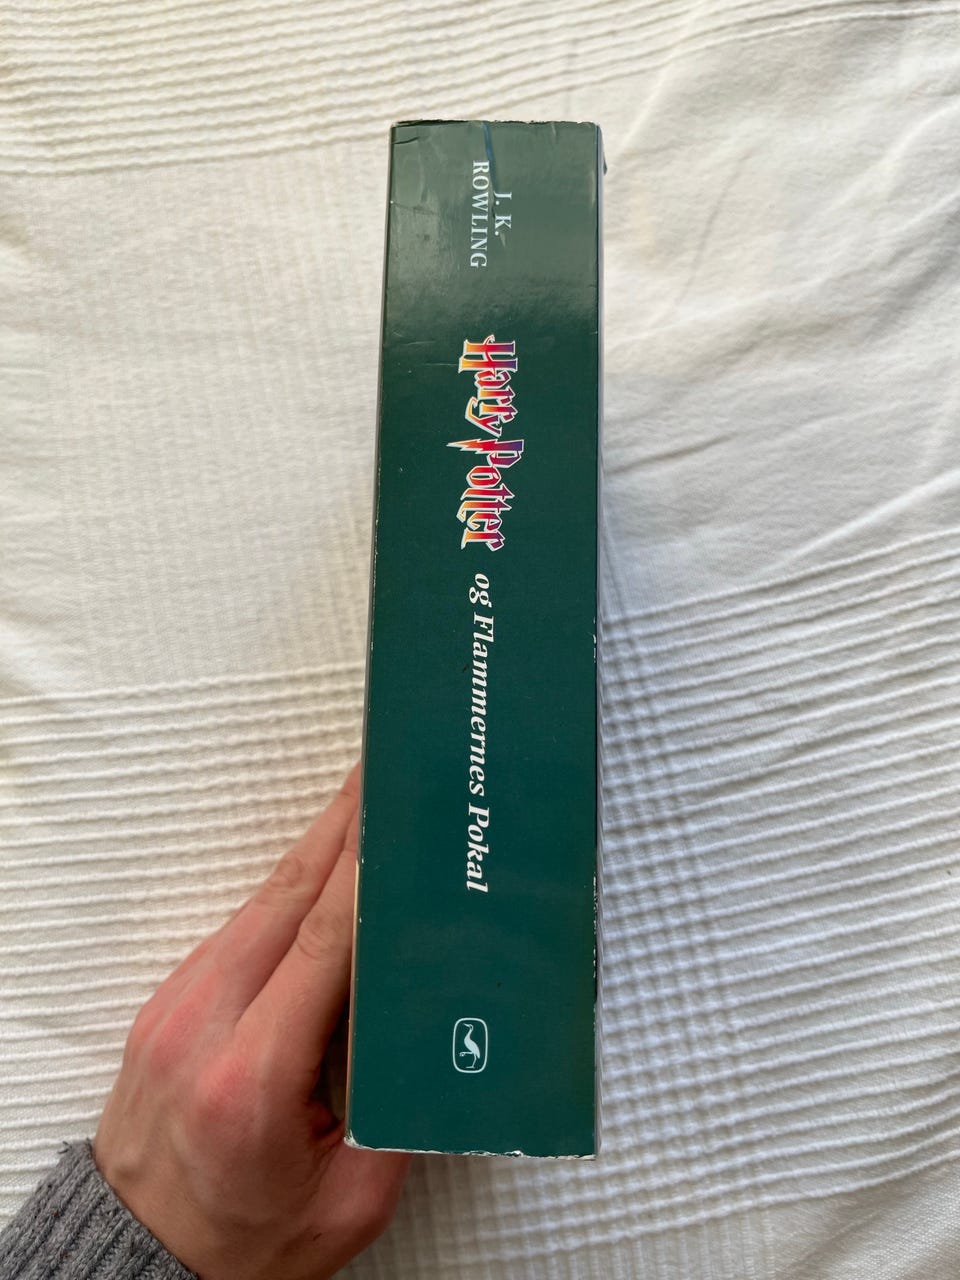 J. K.
ROWLING
Harry Potter
og Flammernes Pokal